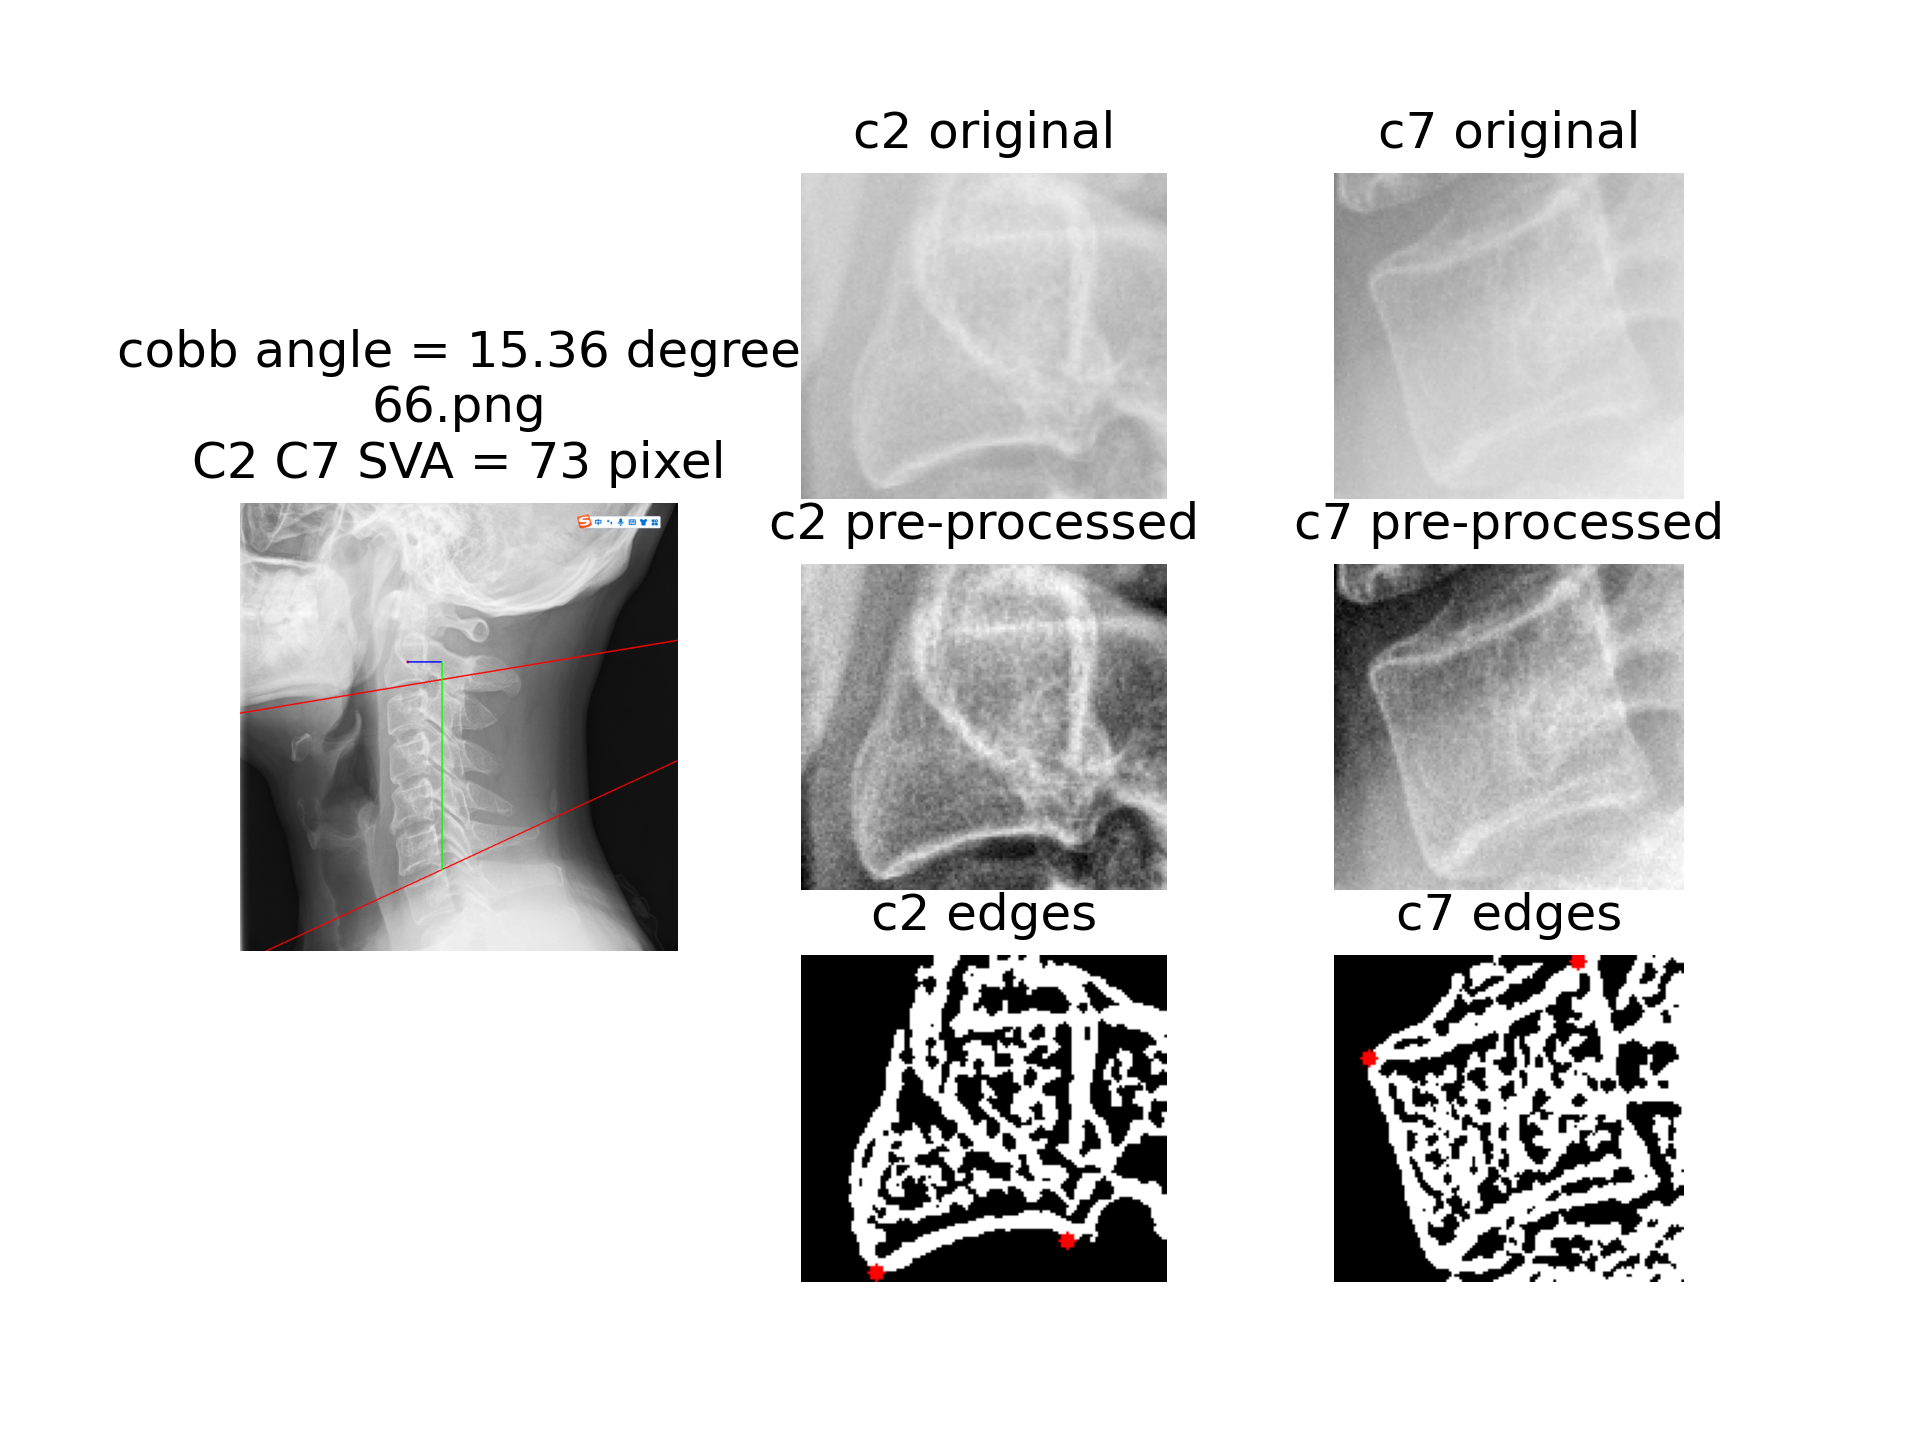 cobb angle = 15.36 degree
66.png
C2 C7 SVA = 73 pixel
中
c2 original
c7 original
c2 pre-processed
c7 pre-processed
c2 edges
c7 edges